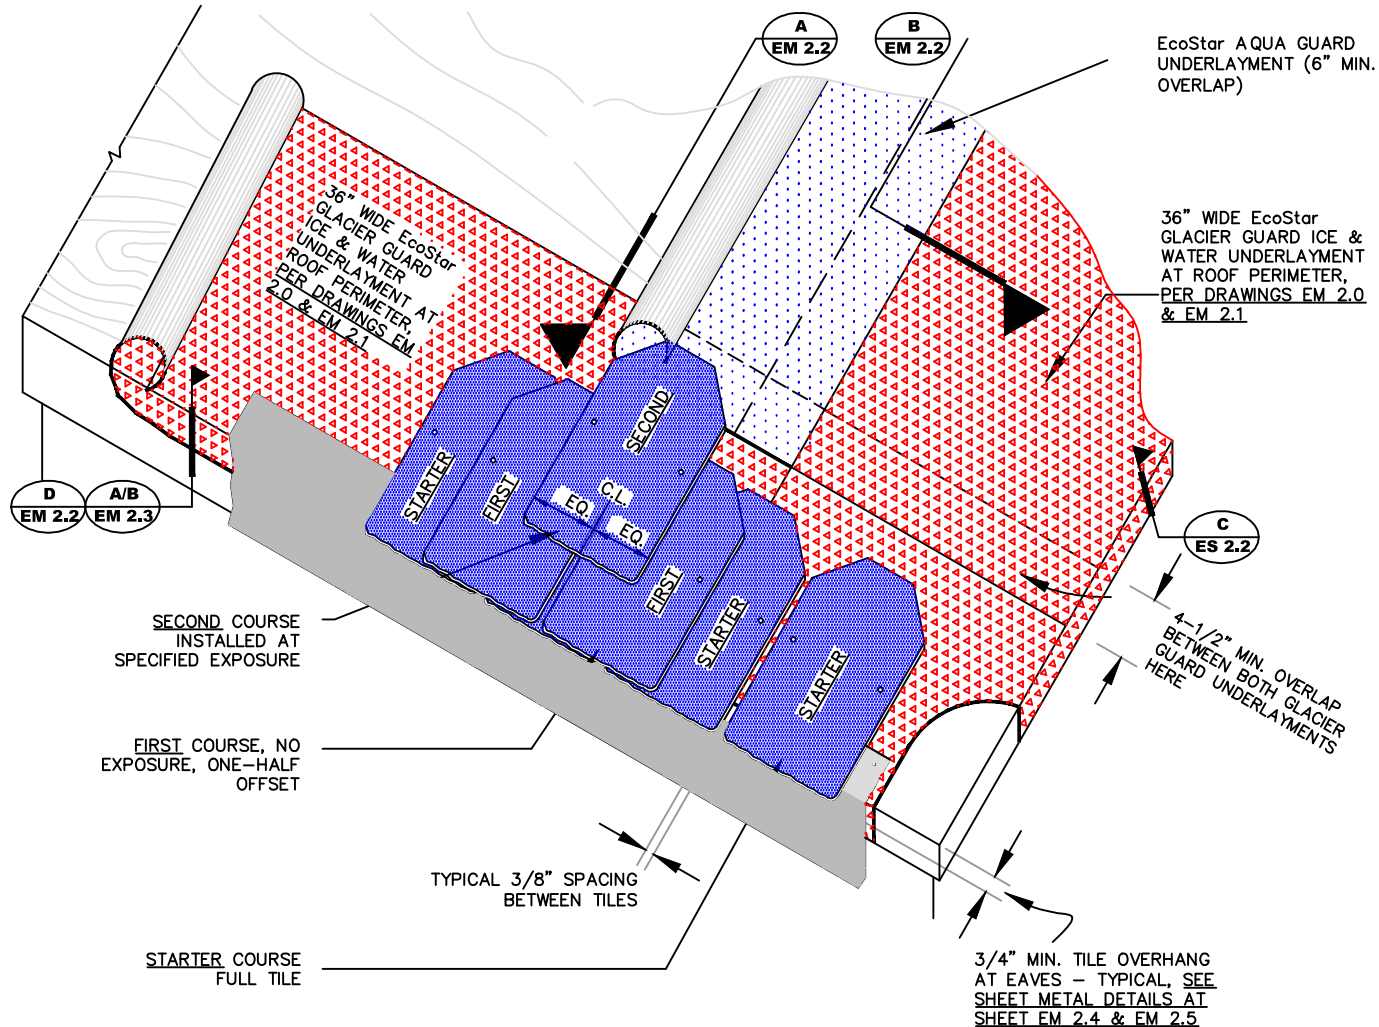 A
EM 2.2
B
EM 2.2
EcoStar AQUA GUARD
UNDERLAYMENT (6" MIN.
OVERLAP)
36" WIDE EcoStar
GLACIER GUARD
ICE & WATER
UNDERLAYMENT AT
ROOF PERIMETER,
PER DRAWINGS EM
2.0 & EM 2.1
36" WIDE EcoStar
GLACIER GUARD ICE &
WATER UNDERLAYMENT
AT ROOF PERIMETER,
PER DRAWINGS EM 2.0
& EM 2.1
SECOND
STARTER
FIRST
C.L.
EQ.
EQ.
FIRST
STARTER
STARTER
D
EM 2.2
A/B
EM 2.3
C
ES 2.2
SECOND COURSE
INSTALLED AT
SPECIFIED EXPOSURE
4-1/2" MIN. OVERLAP
BETWEEN BOTH GLACIER
GUARD UNDERLAYMENTS
HERE
FIRST COURSE, NO
EXPOSURE, ONE-HALF
OFFSET
TYPICAL 3/8" SPACING
BETWEEN TILES
STARTER COURSE
FULL TILE
3/4" MIN. TILE OVERHANG
AT EAVES - TYPICAL, SEE
SHEET METAL DETAILS AT
SHEET EM 2.4 & EM 2.5